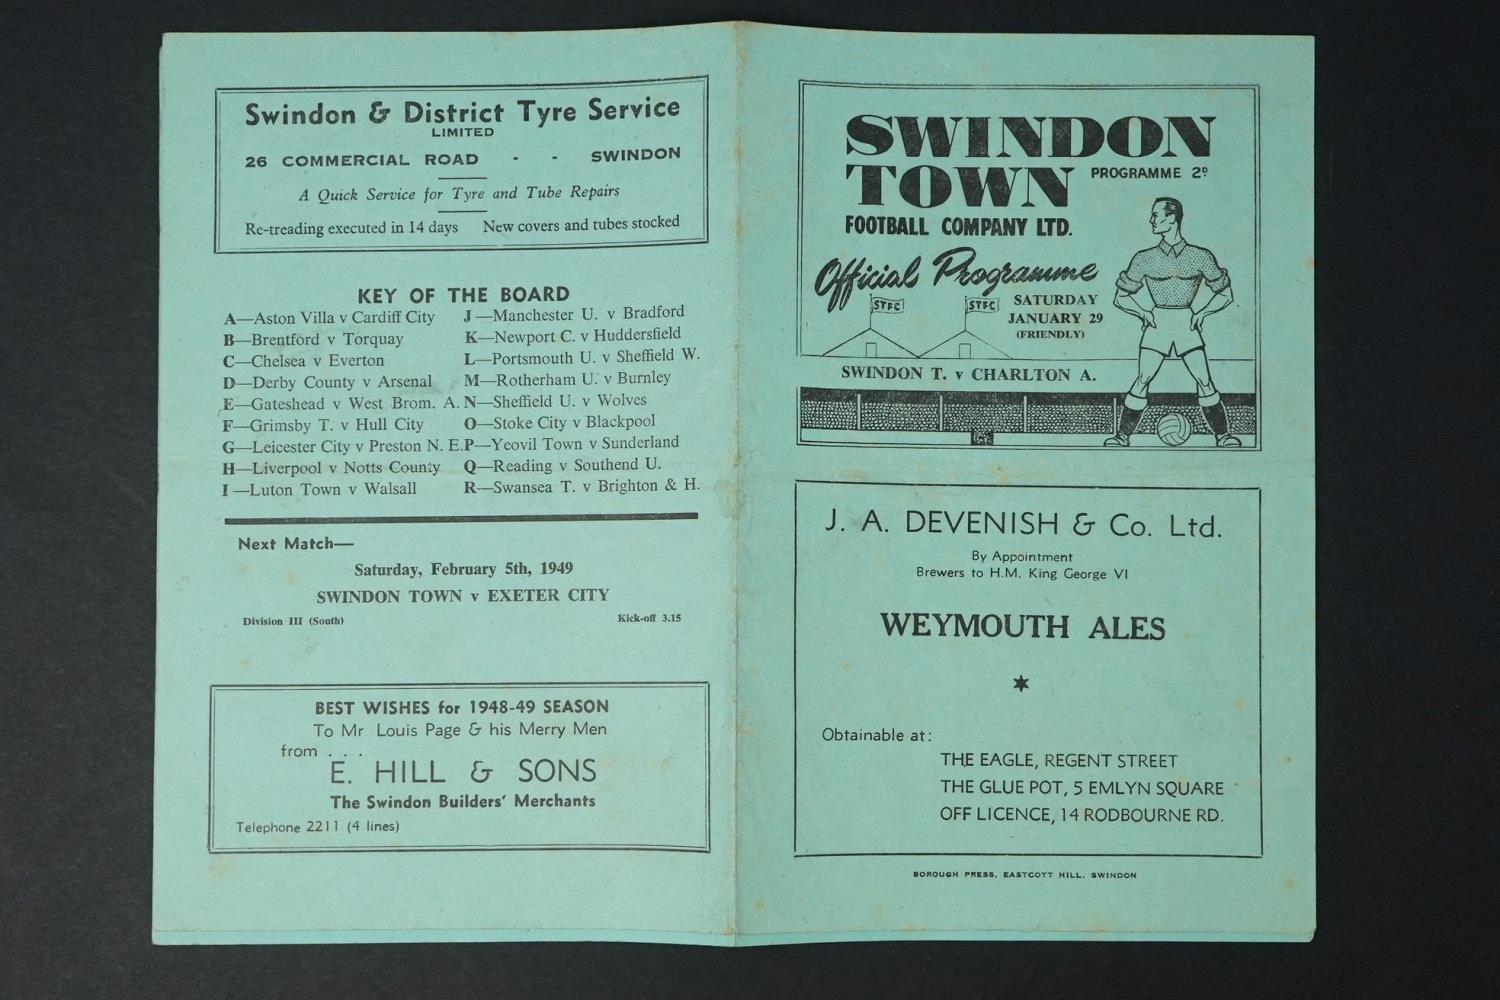 Swindon & District Tyre Service
LIMITED
26 COMMERCIAL ROAD - - SWINDON
A Quick Service for Tyre and Tube Repairs
Re-treading executed in 14 days New covers and tubes stocked
KEY OF THE BOARD
A—Aston Villa v Cardiff City
B—Brentford v Torquay
C—Chelsea v Everton
D—Derby County v Arsenal
E—Gateshead v West Brom. A.
F—Grimsby T. v Hull City
G—Leicester City v Preston N. E.
H—Liverpool v Notts County
I—Luton Town v Walsall
J—Manchester U. v Bradford
K—Newport C. v Huddersfield
L—Portsmouth U. v Sheffield W.
M—Rotherham U. v Burnley
N—Sheffield U. v Wolves
O—Stoke City v Blackpool
P—Yeovil Town v Sunderland
Q—Reading v Southend U.
R—Swansea T. v Brighton & H.
Next Match—
Saturday, February 5th, 1949
SWINDON TOWN v EXETER CITY
Division III (South) Kick-off 3.15
BEST WISHES for 1948-49 SEASON
To Mr Louis Page & his Merry Men
from . . .
E. HILL & SONS
The Swindon Builders' Merchants
Telephone 2211 (4 lines)
SWINDON
TOWN PROGRAMME 2D
FOOTBALL COMPANY LTD.
Official Programme
STFC STFC
SATURDAY
JANUARY 29
(FRIENDLY)
SWINDON T. v CHARLTON A.
J. A. DEVENISH & Co. Ltd.
By Appointment
Brewers to H.M. King George VI
WEYMOUTH ALES
Obtainable at:
THE EAGLE, REGENT STREET
THE GLUE POT, 5 EMLYN SQUARE
OFF LICENCE, 14 RODBOURNE RD.
BOROUGH PRESS, EASTCOTT HILL, SWINDON